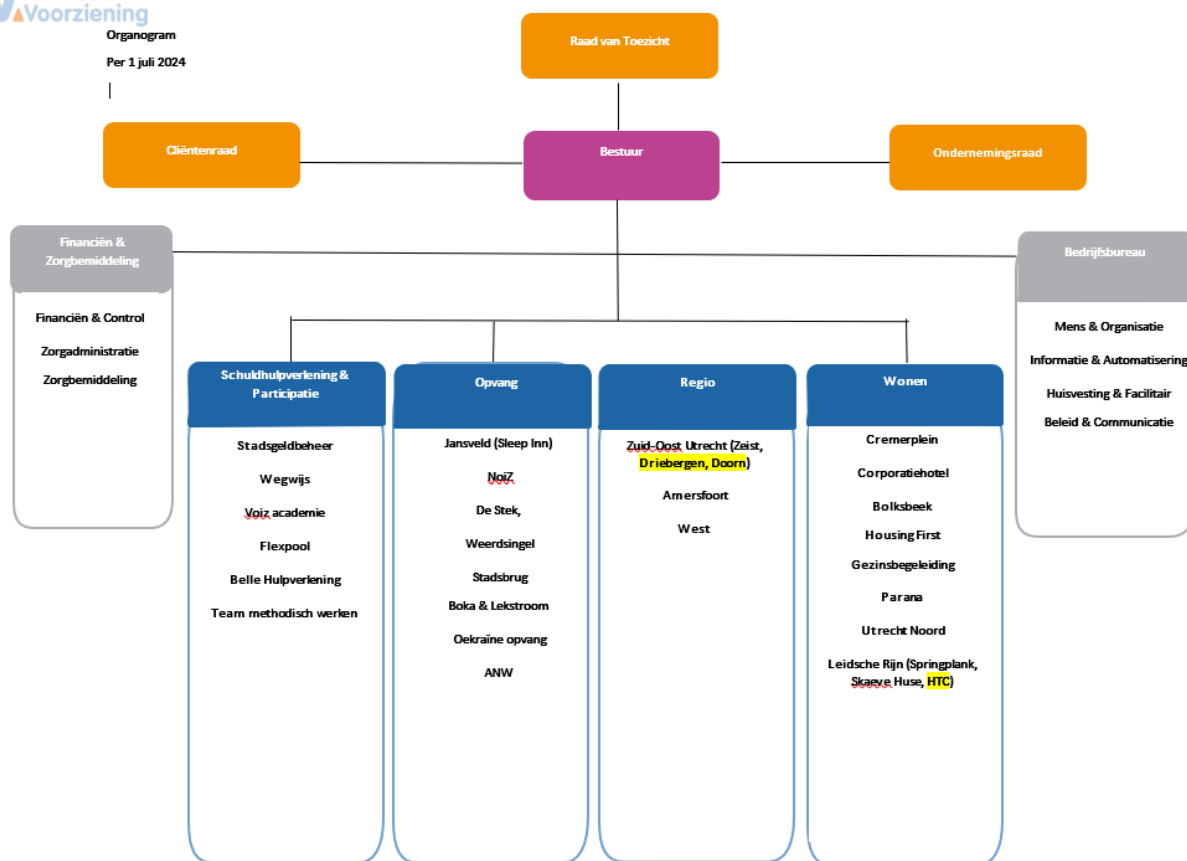 Voorziening
Organogram
Per 1 juli 2024
Raad van Toezicht
Cliëntenraad
Bestuur
Ondernemingsraad
Financiën &
Zorgbemiddeling
Financiën & Control
Zorgadministratie
Zorgbemiddeling
Bedrijfsbureau
Mens & Organisatie
Informatie & Automatisering
Huisvesting & Facilitair
Beleid & Communicatie
Schuldhulpverlening &
Participatie
Stadsgeldbeheer
Wegwijs
Voiz academie
Flexpool
Belle Hulpverlening
Team methodisch werken
Opvang
Jansveld (Sleep Inn)
NoiZ
De Stek,
Weerdsingel
Stadsbrug
Boka & Lekstroom
Oekraïne opvang
ANW
Regio
Zuid-Oost Utrecht (Zeist,
Driebergen, Doorn)
Amersfoort
West
Wonen
Cremerplein
Corporatiehotel
Bolksbeek
Housing First
Gezinsbegeleiding
Parana
Utrecht Noord
Leidsche Rijn (Springplank,
Skaeve Huse, HTC)